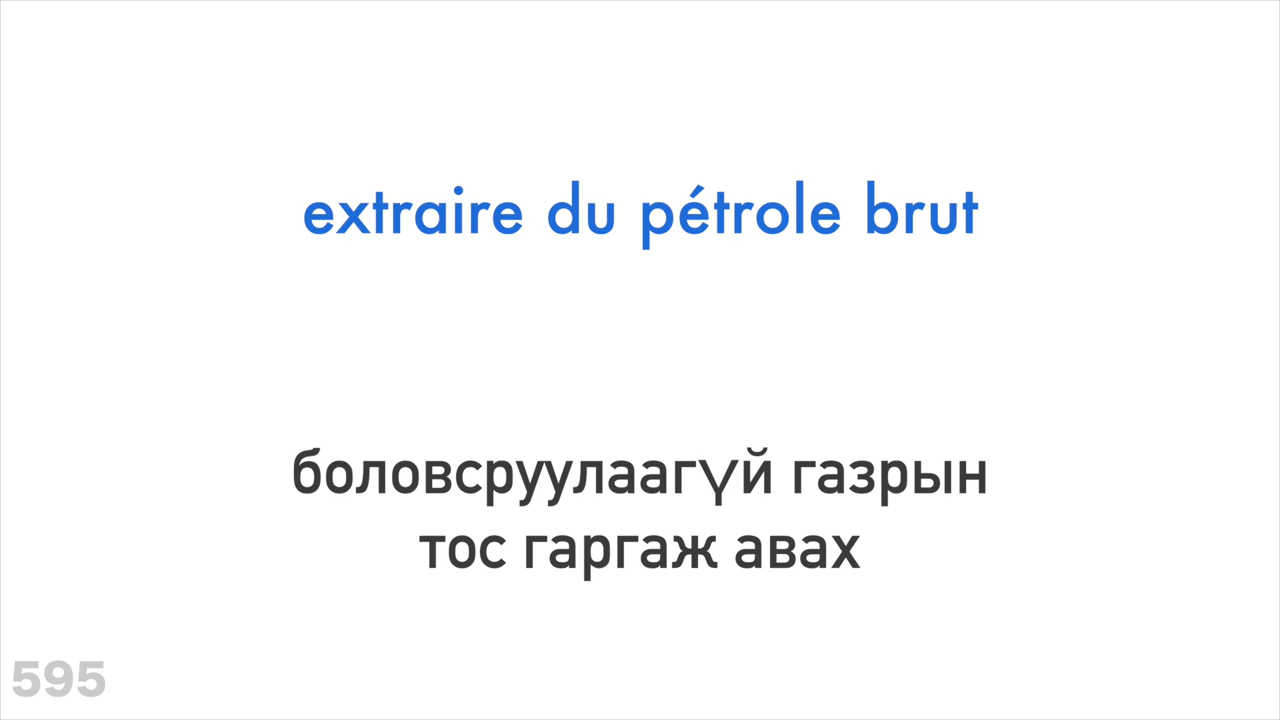 extraire du pétrole brut
боловсруулаагүй газрын
тос гаргаж авах
595